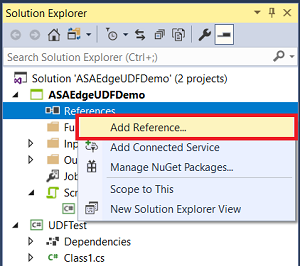 Solution Explorer
Search Solution Explorer (Ctrl+;)
Solution 'ASAEdgeUDFDemo' (2 projects)
ASAEdgeUDFDemo
References
Add Reference...
Fu
Add Connected Service
Inp
Manage NuGet Packages...
Ou
Job
Scope to This
Scr
New Solution Explorer View
UDFTest
Dependencies
Class1.cs